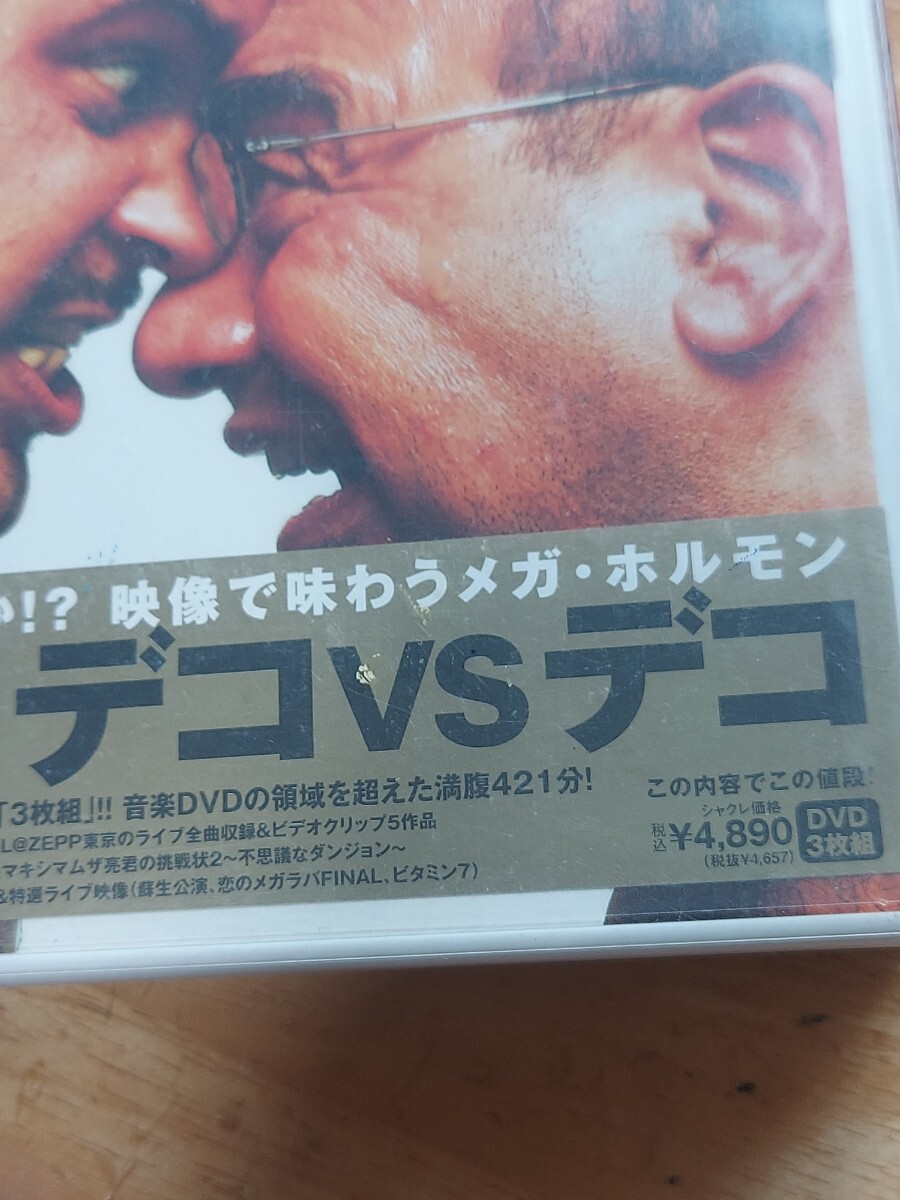 !? 映像で味わうメガ・ホルモン
デコvsデコ
「3枚組」!! 音楽DVDの領域を超えた満腹421分!
L@ZEPP東京のライブ全曲収録&ビデオクリップ5作品
マキシマムザ亮君の挑戦状2〜不思議なダンジョン〜
&特選ライブ映像(蘇生公演、恋のメガラバFINAL、ビタミン7)
この内容でこの値段!
シャクレ価格
税込¥4,890
(税抜¥4,657)
DVD
3枚組